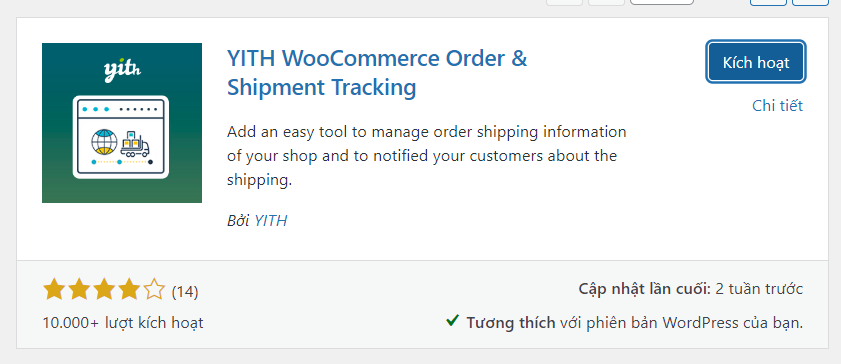 yith
YITH WooCommerce Order &
Shipment Tracking
Kích hoạt
Chi tiết
Add an easy tool to manage order shipping information
of your shop and to notified your customers about the
shipping.
Bởi YITH
(14)
Cập nhật lần cuối: 2 tuần trước
10.000+ lượt kích hoạt
Tương thích với phiên bản WordPress của bạn.